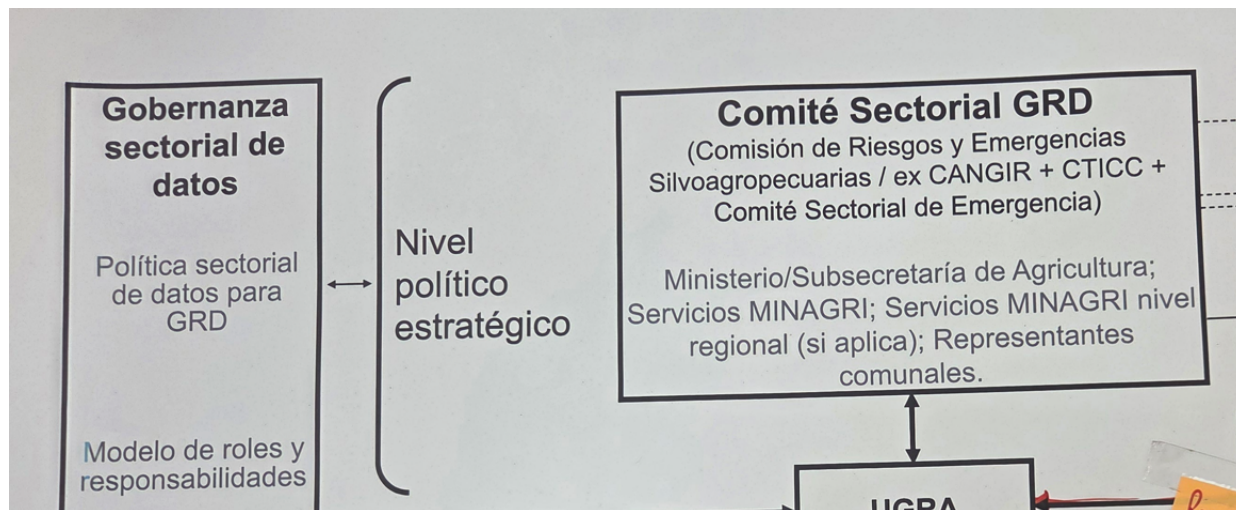 Gobernanza
sectorial de
datos
Política sectorial
de datos para
GRD
Modelo de roles y
responsabilidades
Nivel
político
estratégico
Comité Sectorial GRD
(Comisión de Riesgos y Emergencias
Silvoagropecuarias / ex CANGIR + CTICC +
Comité Sectorial de Emergencia)
Ministerio/Subsecretaría de Agricultura;
Servicios MINAGRI; Servicios MINAGRI nivel
regional (si aplica); Representantes
comunales.